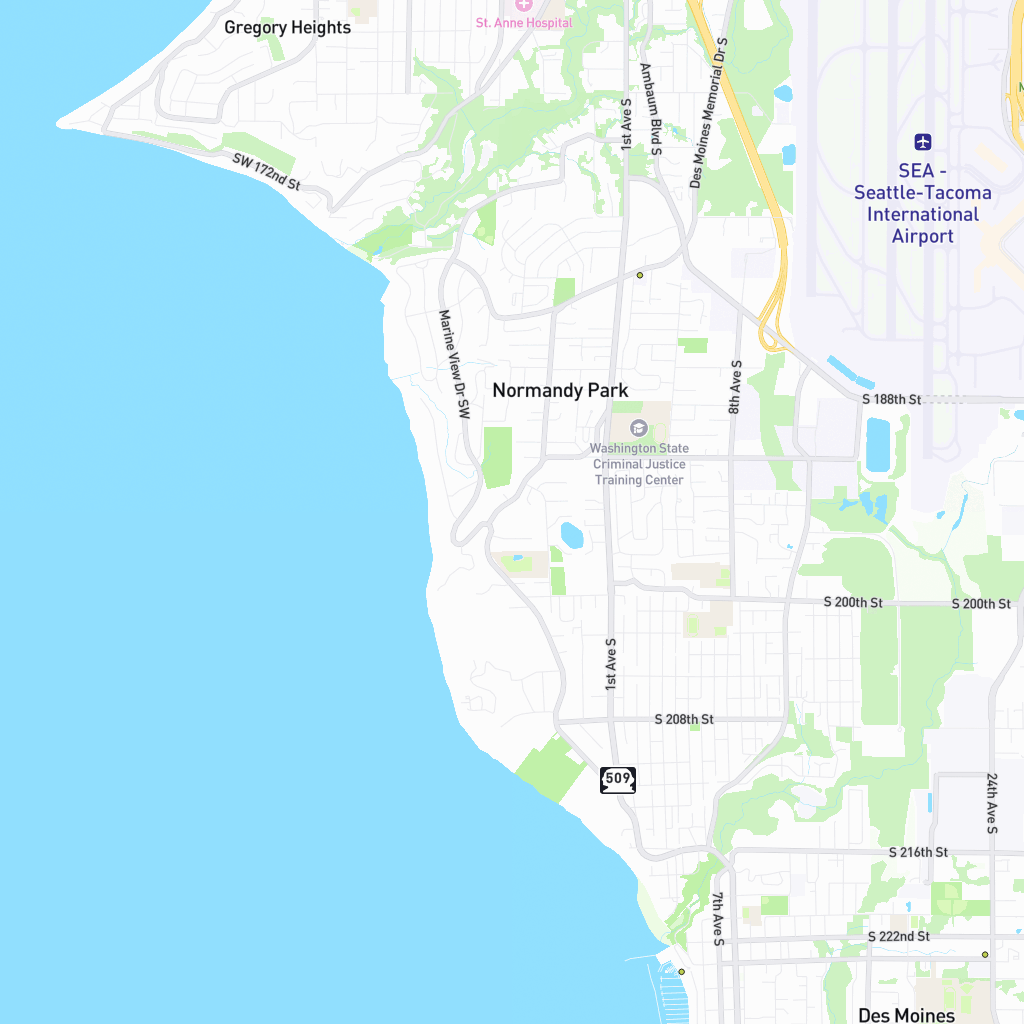 Gregory Heights
St. Anne Hospital
Ambaum Blvd S
1st Ave S
Des Moines Memorial Dr S
SW 172nd St
SEA -
Seattle-Tacoma
International
Airport
Marine View Dr SW
Normandy Park
8th Ave S
S 188th St
Washington State
Criminal Justice
Training Center
S 200th St
S 200th St
1st Ave S
S 208th St
509
24th Ave S
S 216th St
7th Ave S
S 222nd St
Des Moines